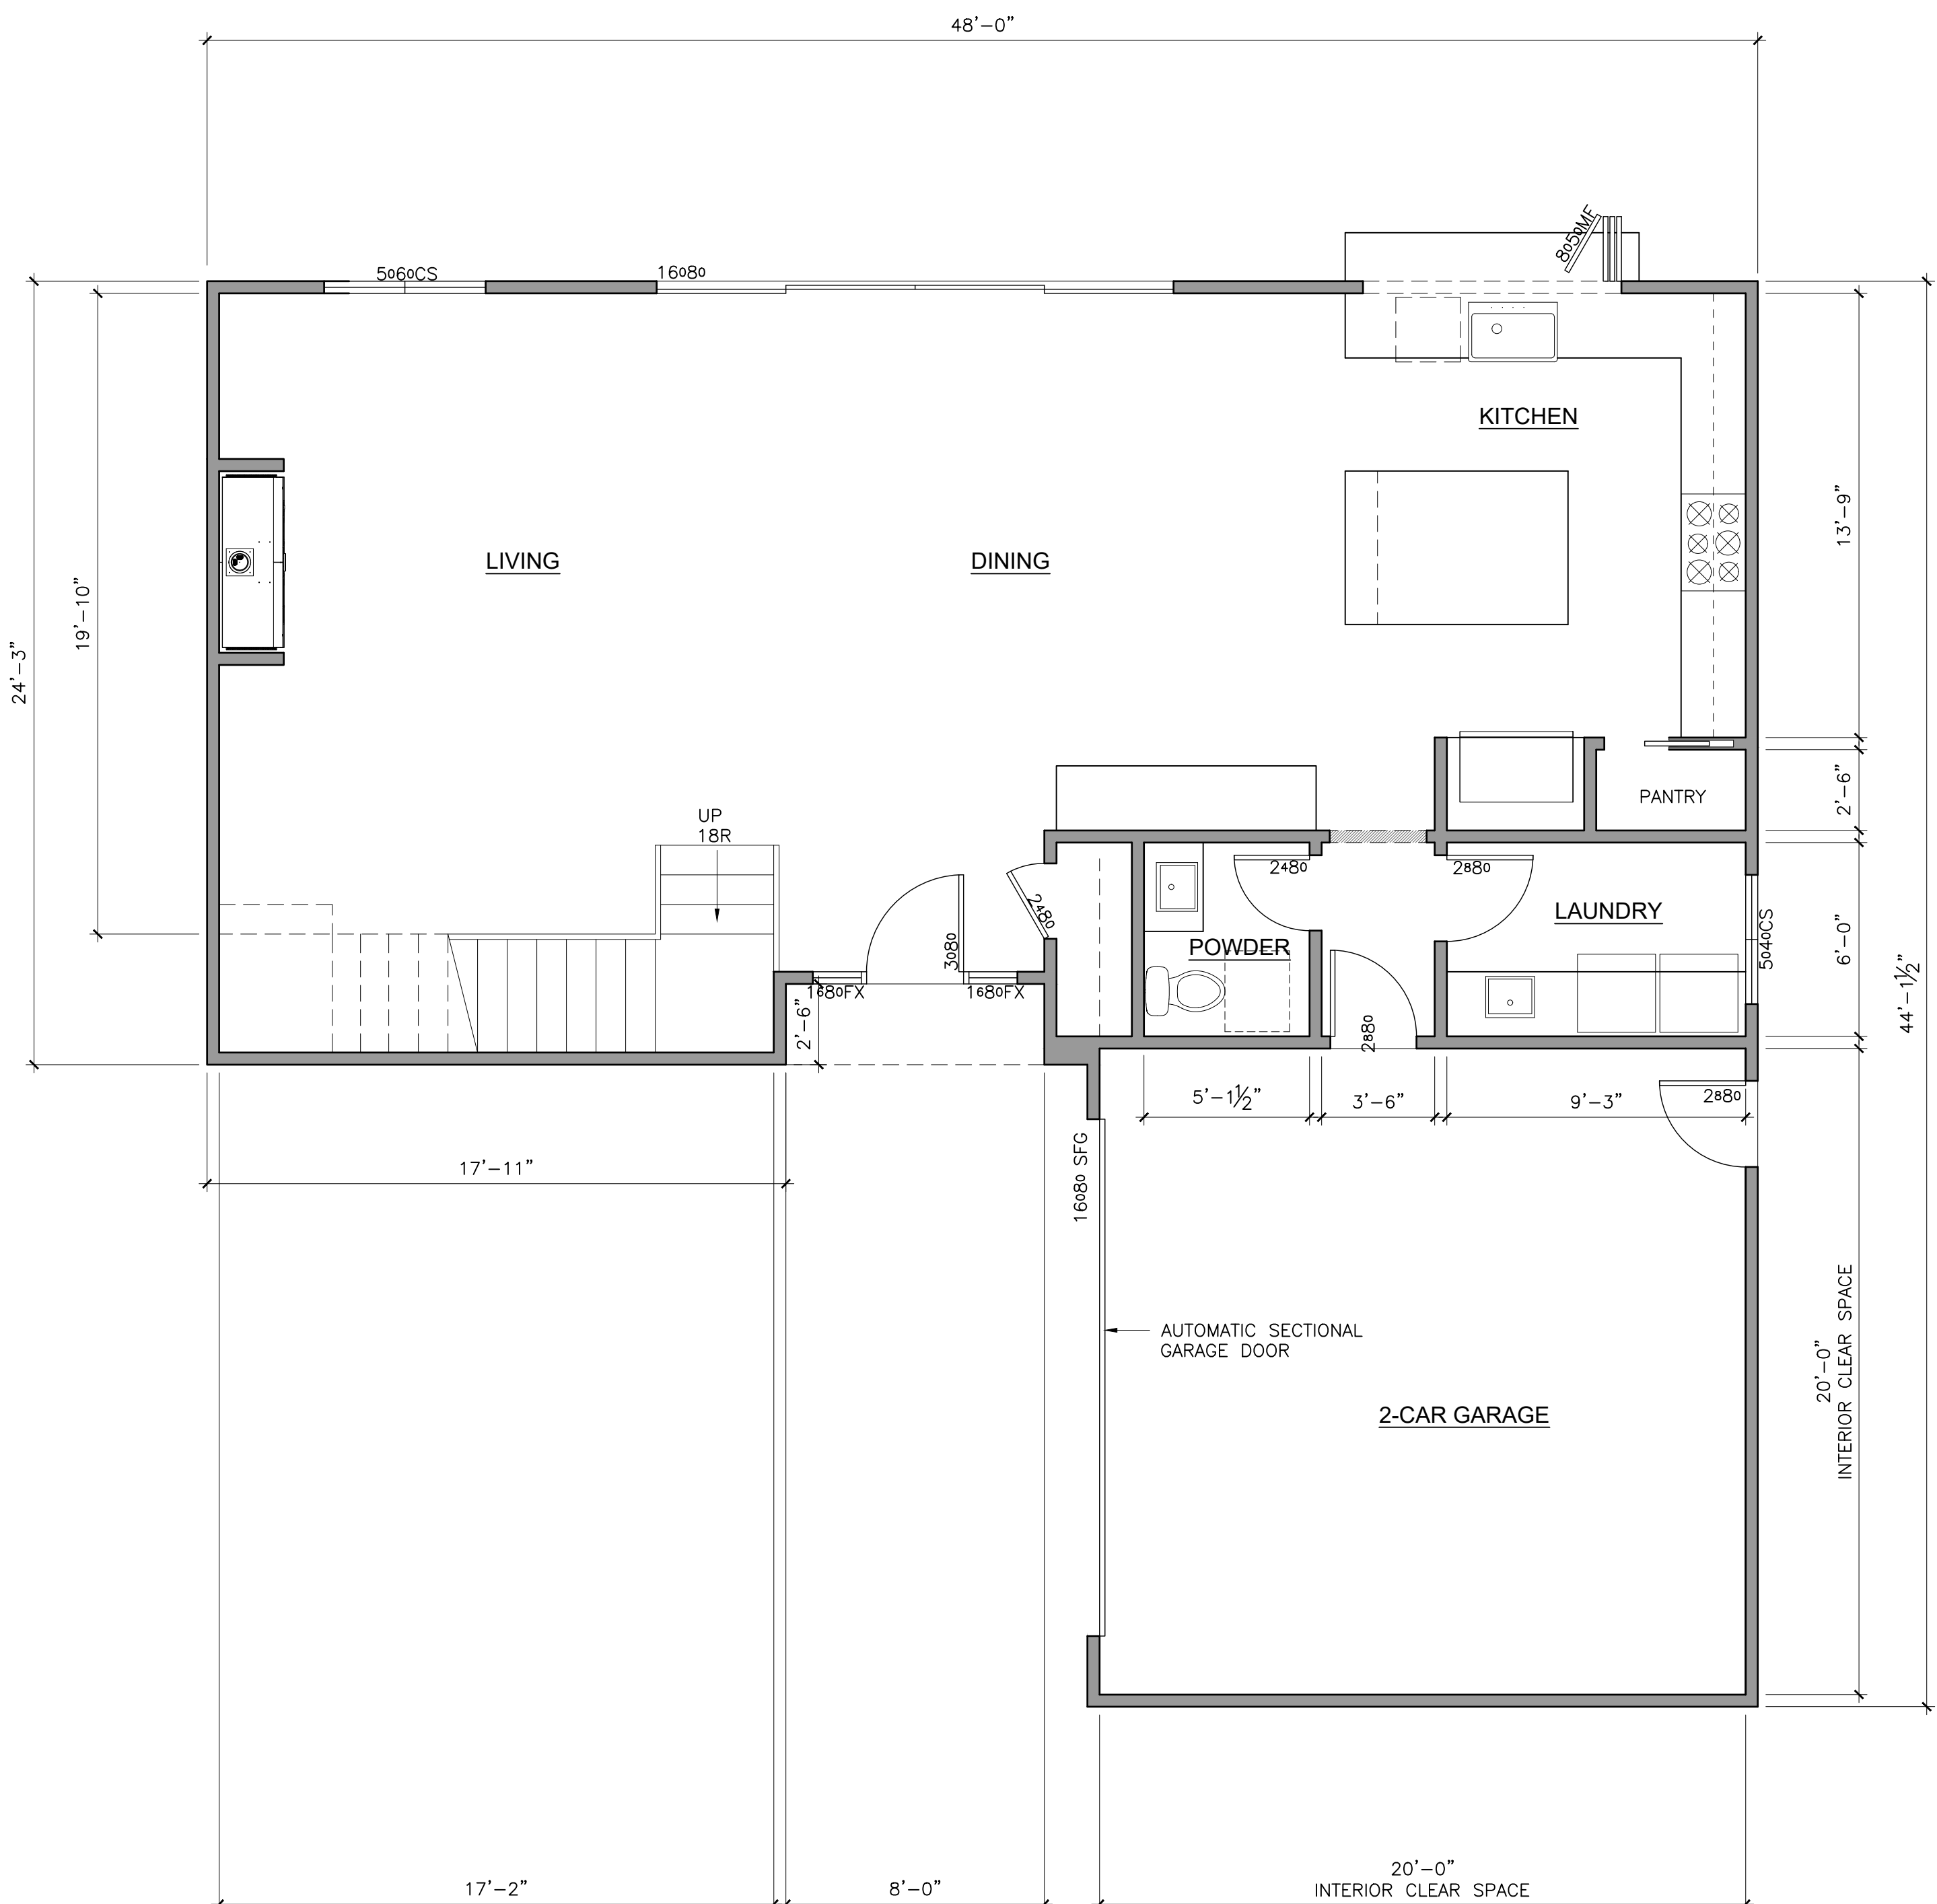 48'-0"
8050MF
5060CS
16080
KITCHEN
13'-9"
LIVING
DINING
19'-10"
24'-3"
2'-6"
PANTRY
UP
18R
2480
2880
2480
LAUNDRY
5040CS
6'-0"
POWDER
3080
1680FX
1680FX
2'-6"
2880
44'-1½"
5'-1½"
3'-6"
9'-3"
2880
17'-11"
16080 SFG
20'-0"
INTERIOR CLEAR SPACE
AUTOMATIC SECTIONAL
GARAGE DOOR
2-CAR GARAGE
17'-2"
8'-0"
20'-0"
INTERIOR CLEAR SPACE